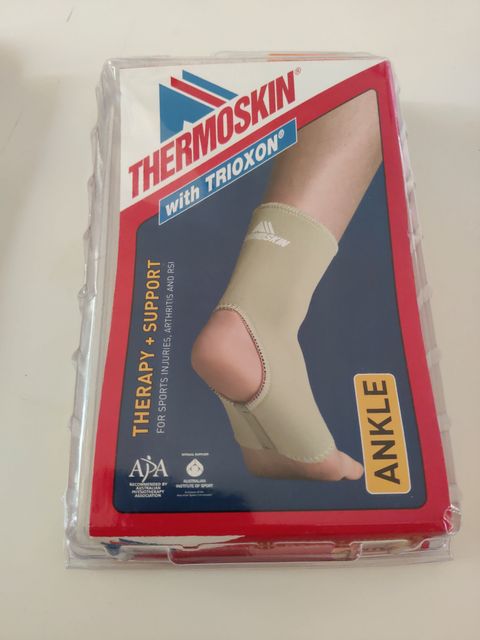 THERMOSKIN®
with TRIOXON®
THERMOSKIN
THERAPY + SUPPORT
FOR SPORTS INJURIES, ARTHRITIS AND RSI
ANKLE
APA
RECOMMENDED BY
AUSTRALIAN
PHYSIOTHERAPY
ASSOCIATION
OFFICIAL SUPPLIER
AUSTRALIAN
INSTITUTE OF SPORT